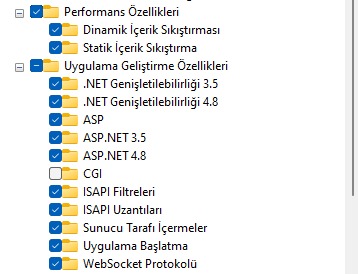 Performans Özellikleri
Dinamik İçerik Sıkıştırması
Statik İçerik Sıkıştırma
Uygulama Geliştirme Özellikleri
.NET Genişletilebilirliği 3.5
.NET Genişletilebilirliği 4.8
ASP
ASP.NET 3.5
ASP.NET 4.8
CGI
ISAPI Filtreleri
ISAPI Uzantıları
Sunucu Tarafı İçermeler
Uygulama Başlatma
WebSocket Protokolü